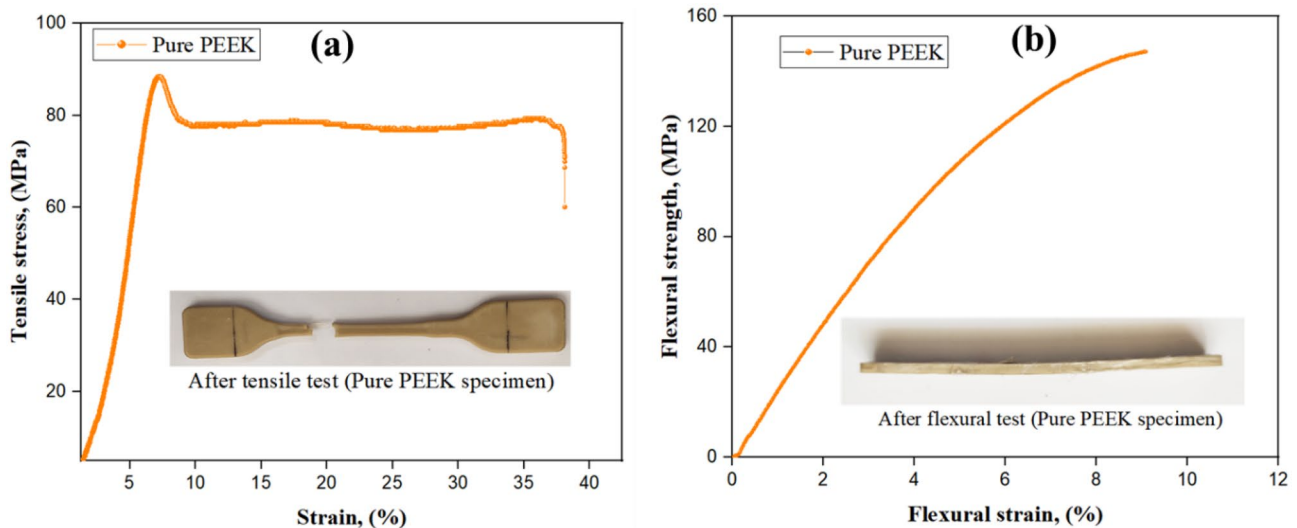 100
80
60
40
20
Tensile stress, (MPa)
Pure PEEK
(a)
After tensile test (Pure PEEK specimen)
5
10
15
20
25
30
35
40
Strain, (%)
160
120
80
40
0
Flexural strength, (MPa)
Pure PEEK
(b)
After flexural test (Pure PEEK specimen)
0
2
4
6
8
10
12
Flexural strain, (%)